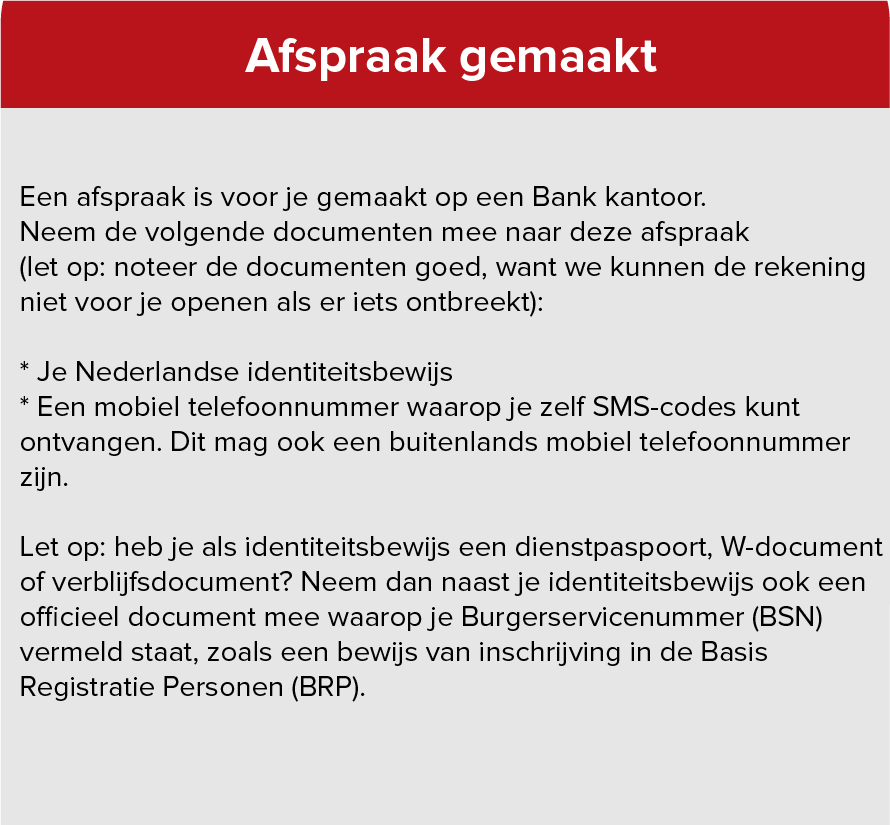 Afspraak gemaakt
Een afspraak is voor je gemaakt op een Bank kantoor.
Neem de volgende documenten mee naar deze afspraak
(let op: noteer de documenten goed, want we kunnen de rekening
niet voor je openen als er iets ontbreekt):
* Je Nederlandse identiteitsbewijs
* Een mobiel telefoonnummer waarop je zelf SMS-codes kunt
ontvangen. Dit mag ook een buitenlands mobiel telefoonnummer
zijn.
Let op: heb je als identiteitsbewijs een dienstpaspoort, W-document
of verblijfsdocument? Neem dan naast je identiteitsbewijs ook een
officieel document mee waarop je Burgerservicenummer (BSN)
vermeld staat, zoals een bewijs van inschrijving in de Basis
Registratie Personen (BRP).